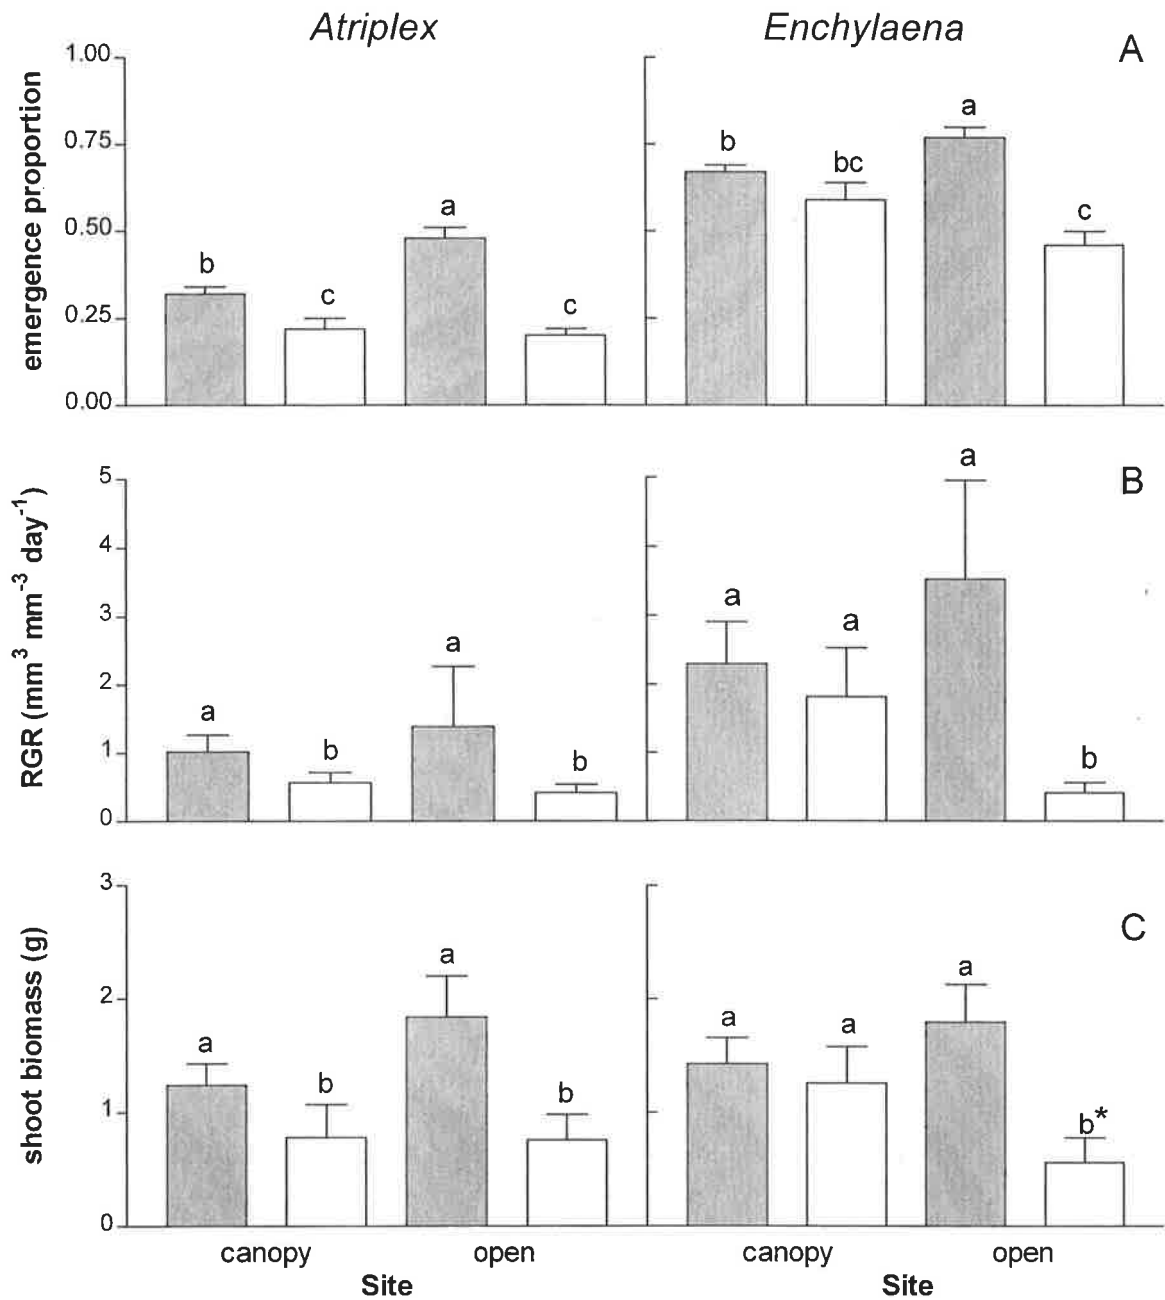 Atriplex Enchylaena
A
emergence proportion
1.00
0.75
0.50
0.25
0.00
b c a c
b bc a c
B
RGR (mm³ mm⁻³ day⁻¹)
5
4
3
2
1
0
a b a b
a a a b
C
shoot biomass (g)
3
2
1
0
a b a b
a a a b*
canopy open canopy open
Site Site